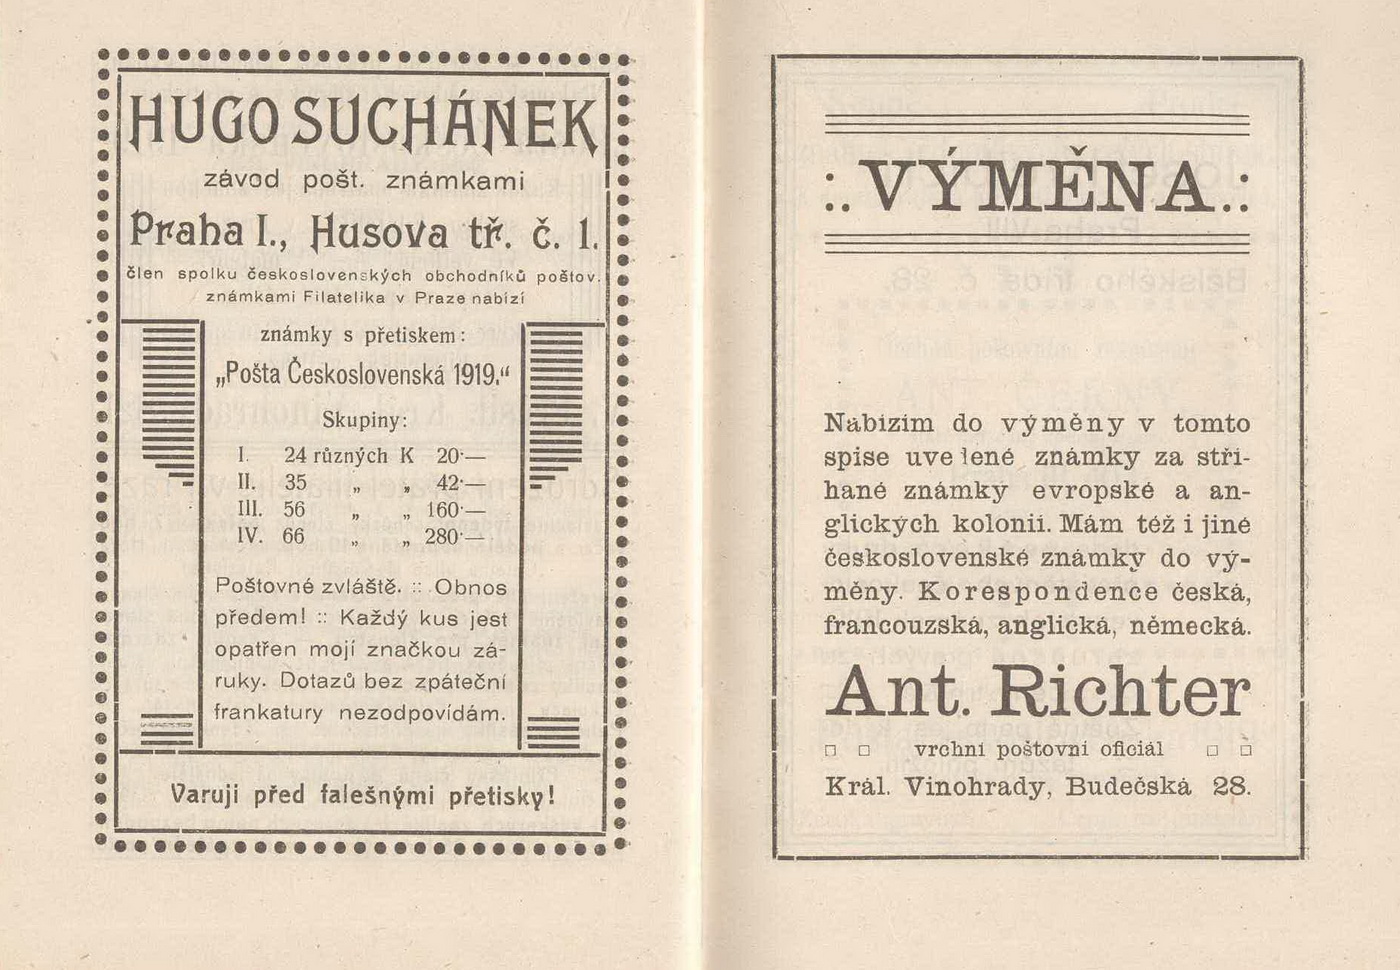 HUGO SUCHÁNEK
závod pošt. známkami
Praha I., Husova tř. č. 1.
člen spolku československých obchodníků poštov.
známkami Filatelika v Praze nabízí
známky s přetiskem:
„Pošta Československá 1919."
Skupiny:
I. 24 různých K 20·—
II. 35 „ „ 42·—
III. 56 „ „ 160·—
IV. 66 „ „ 280·—
Poštovné zvláště. :: Obnos
předem! :: Každý kus jest
opatřen mojí značkou zá-
ruky. Dotazů bez zpáteční
frankatury nezodpovídám.
Varuji před falešnými přetisky!
:. VÝMĚNA .:
Nabízím do výměny v tomto
spise uvedené známky za stři-
hané známky evropské a an-
glických kolonií. Mám též i jiné
československé známky do vý-
měny. Korespondence česká,
francouzská, anglická, německá.
Ant. Richter
vrchní poštovní oficiál
Král. Vinohrady, Budečská 28.